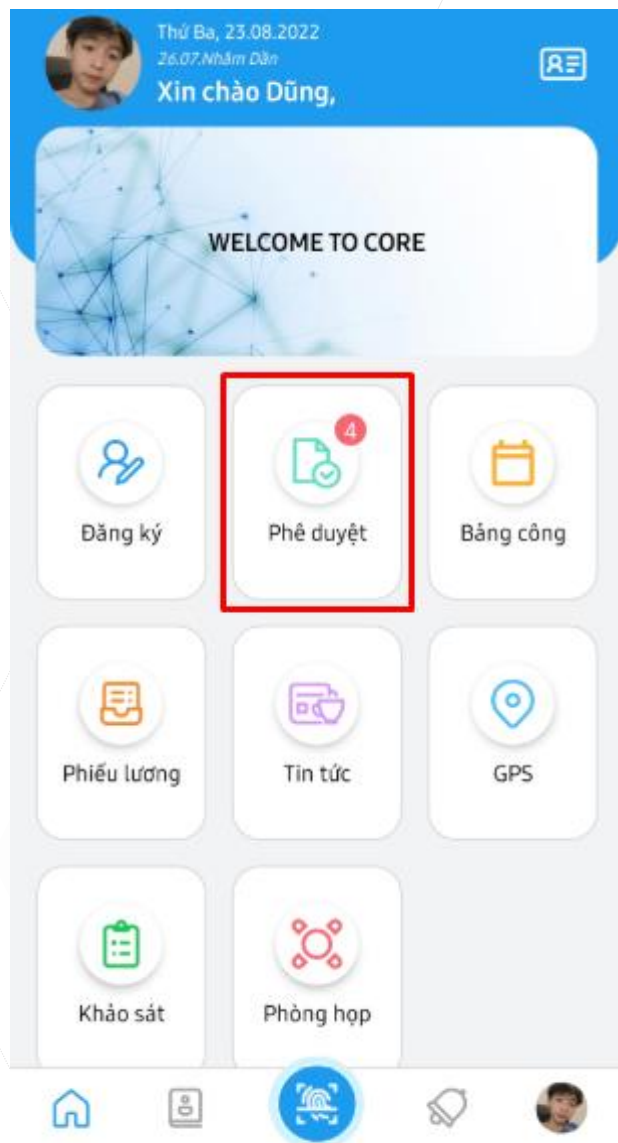 Thứ Ba, 23.08.2022
26.07.Nhâm Dần
Xin chào Dũng,
WELCOME TO CORE
4
Đăng ký
Phê duyệt
Bảng công
Phiếu lương
Tin tức
GPS
Khảo sát
Phòng họp